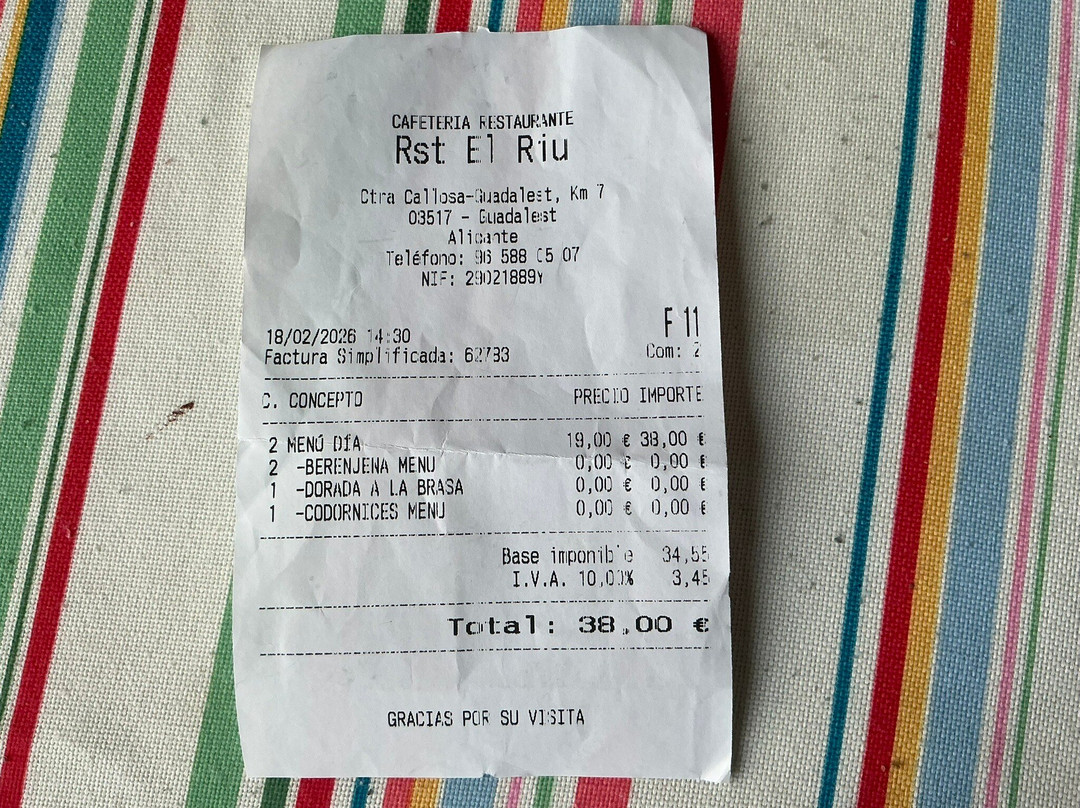 CAFETERIA RESTAURANTE
Rst El Riu
Ctra Callosa-Guadalest, Km 7
03517 - Guadalest
Alicante
Teléfono: 96 588 05 07
NIF: 29021889Y
F 11
18/02/2026 14:30
Factura Simplificada: 62783
Com: 2
C. CONCEPTO PRECIO IMPORTE
2 MENÚ DÍA 19,00 € 38,00 €
2 -BERENJENA MENU 0,00 € 0,00 €
1 -DORADA A LA BRASA 0,00 € 0,00 €
1 -CODORNICES MENU 0,00 € 0,00 €
Base imponible 34,55
I.V.A. 10,00% 3,45
Total: 38,00 €
GRACIAS POR SU VISITA